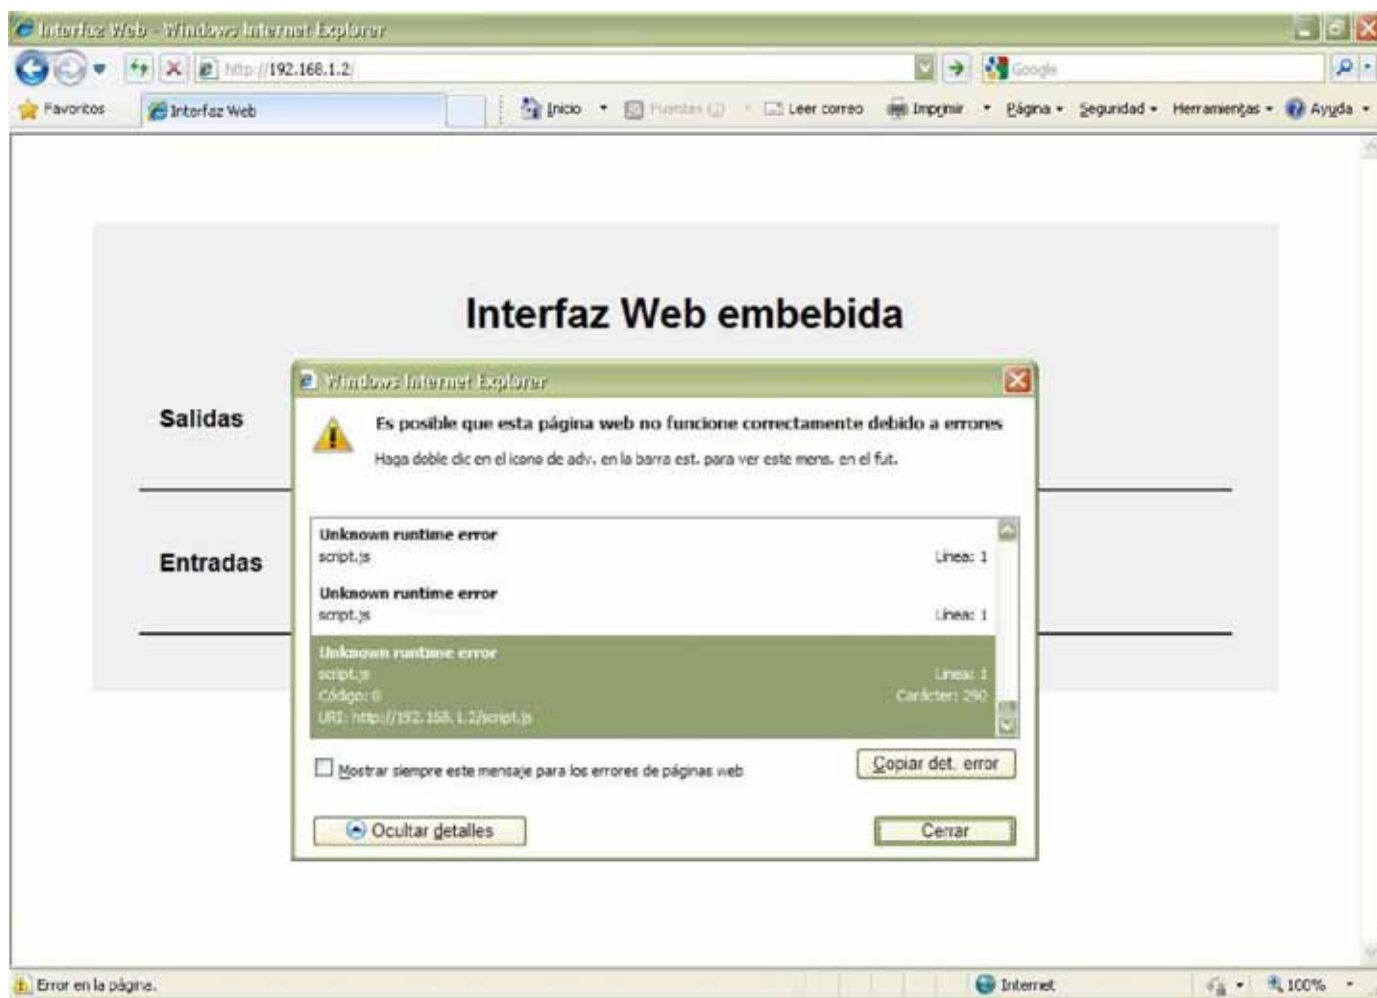 Interfaz Web - Windows Internet Explorer
http://192.168.1.2/
Google
Favoritos
Interfaz Web
Inicio
Fuentes (J)
Leer correo
Imprimir
Página
Seguridad
Herramientas
Ayuda
Interfaz Web embebida
Salidas
Entradas
Windows Internet Explorer
Es posible que esta página web no funcione correctamente debido a errores
Haga doble clic en el icono de adv. en la barra est. para ver este mens. en el fut.
Unknown runtime error
script.js Línea: 1
Unknown runtime error
script.js Línea: 1
Unknown runtime error
script.js Línea: 1
Código: 0 Carácter: 290
URI: http://192.168.1.2/script.js
Mostrar siempre este mensaje para los errores de páginas web
Copiar det. error
Ocultar detalles
Cerrar
Error en la página.
Internet
100%